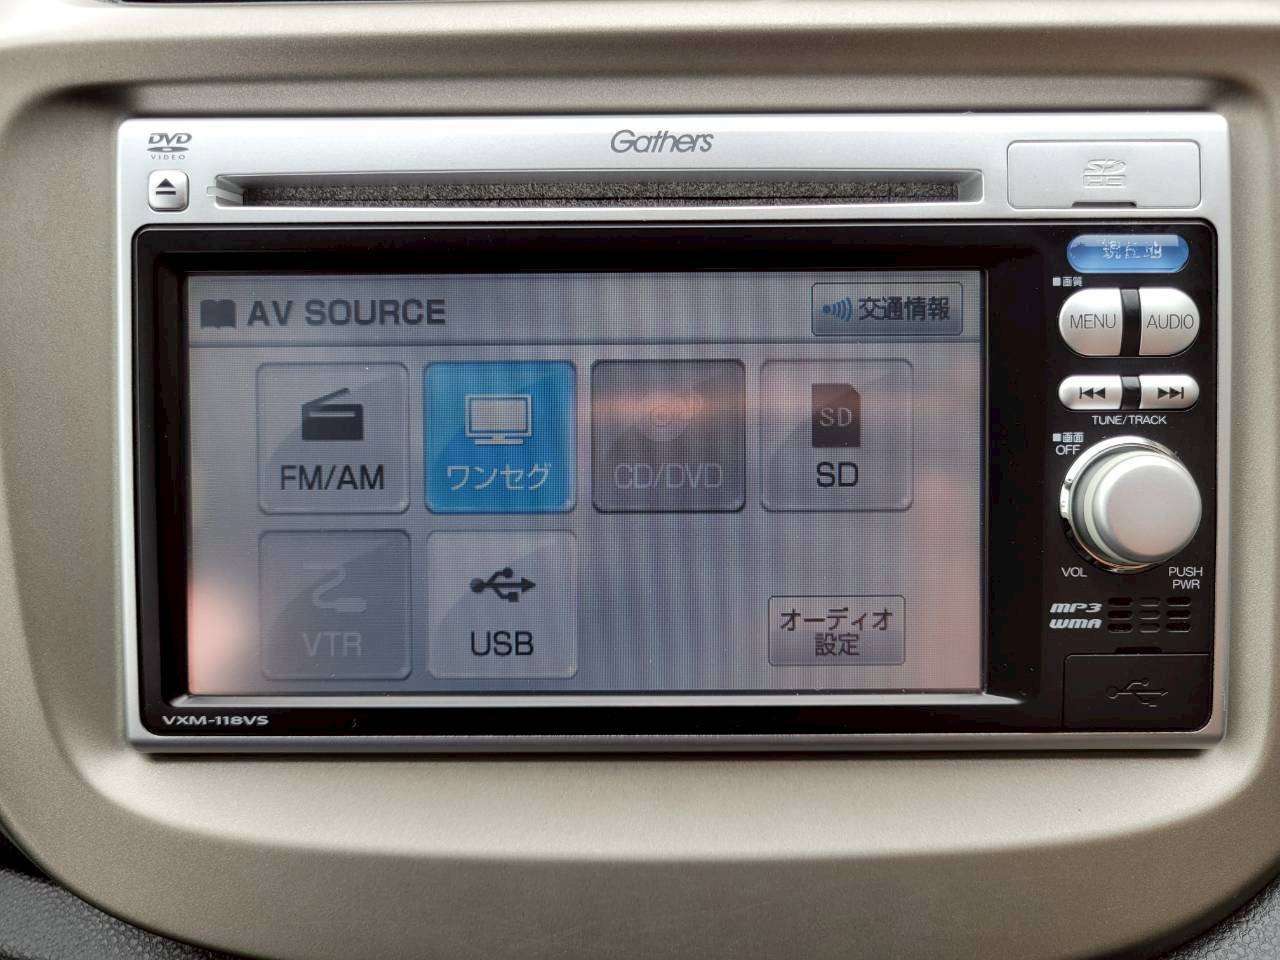 DVD
VIDEO
Gathers
SD
HC
現在地
AV SOURCE
交通情報
■画質
MENU
AUDIO
FM/AM
ワンセグ
CD/DVD
SD
SD
TUNE/TRACK
■画面
OFF
VTR
USB
オーディオ
設定
VOL
PUSH
PWR
MP3
WMA
VXM-118VS